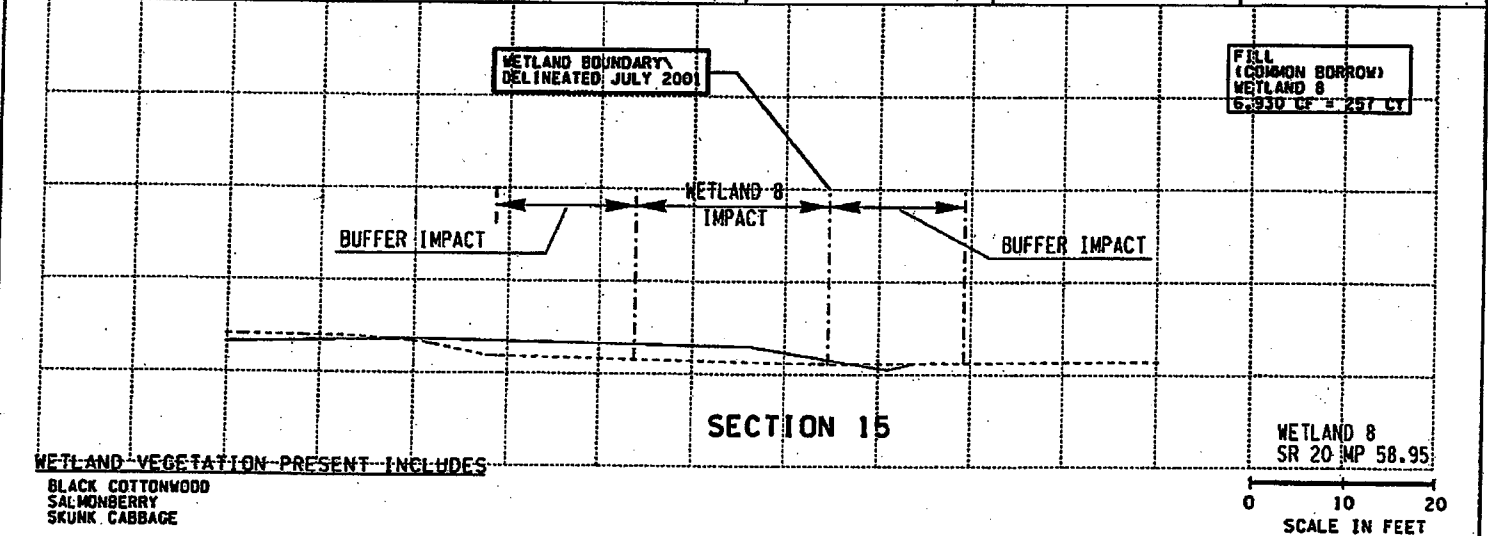 WETLAND BOUNDARY
DELINEATED JULY 2001
FILL
(COMMON BORROW)
WETLAND 8
6,930 CF = 257 CY
WETLAND 8
IMPACT
BUFFER IMPACT
BUFFER IMPACT
SECTION 15
WETLAND 8
SR 20 MP 58.95
WETLAND VEGETATION PRESENT INCLUDES
BLACK COTTONWOOD
SALMONBERRY
SKUNK CABBAGE
0 10 20
SCALE IN FEET